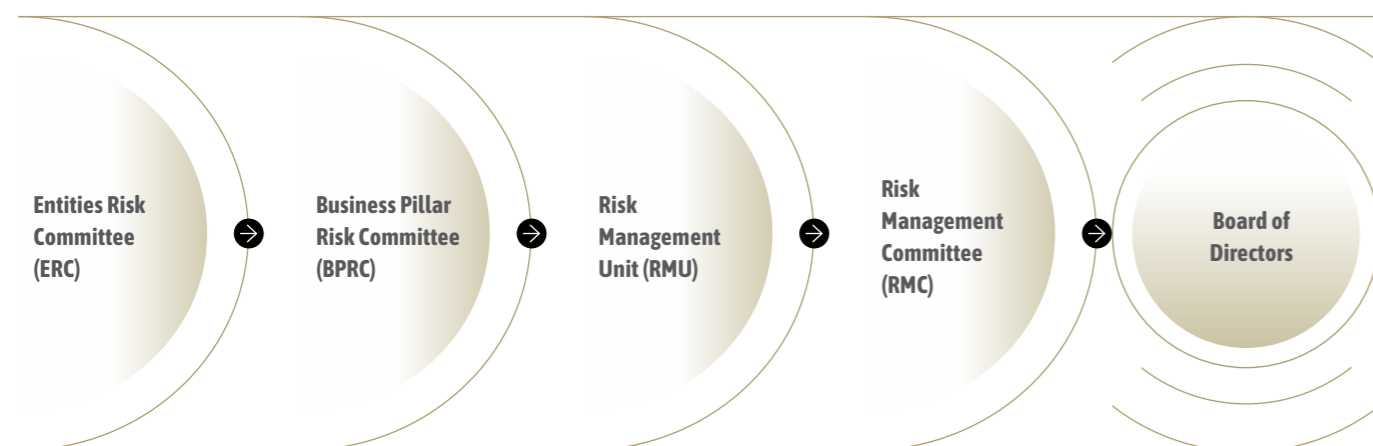 Entities Risk
Committee
(ERC)
Business Pillar
Risk Committee
(BPRC)
Risk
Management
Unit (RMU)
Risk
Management
Committee
(RMC)
Board of
Directors